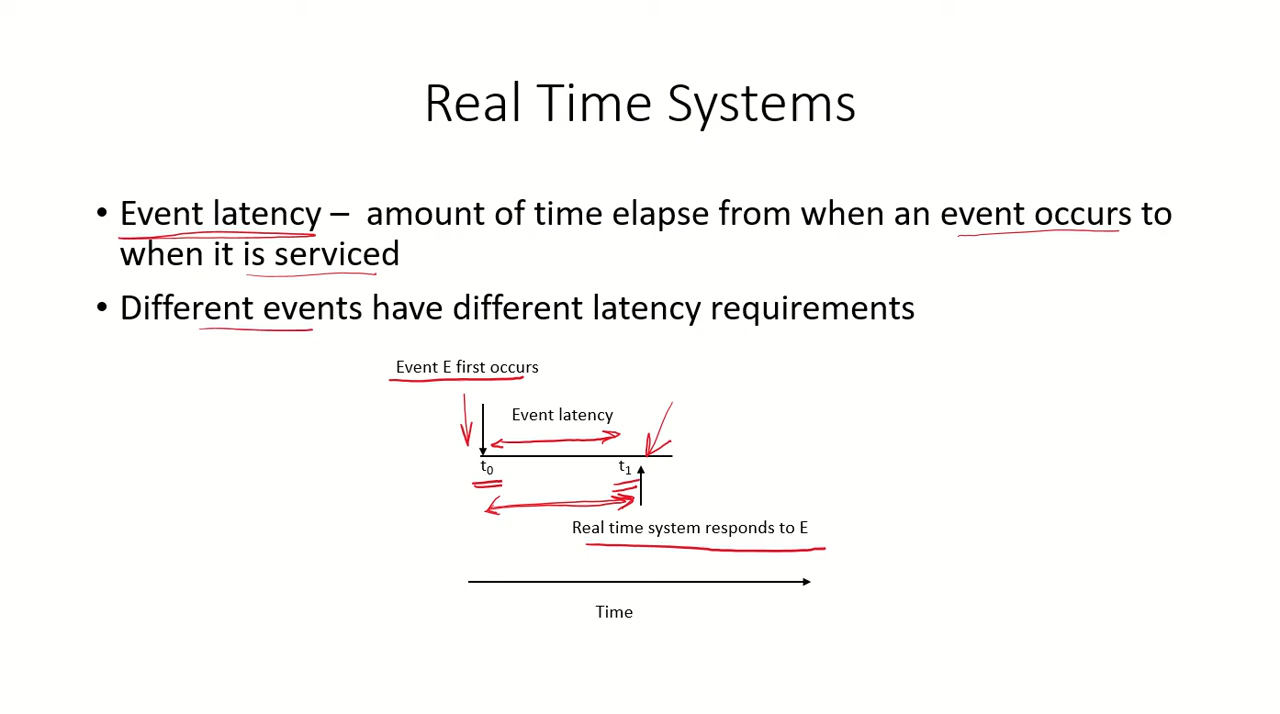 Real Time Systems
• Event latency – amount of time elapse from when an event occurs to
when it is serviced
• Different events have different latency requirements
Event E first occurs
Event latency
t₀
t₁
Real time system responds to E
Time